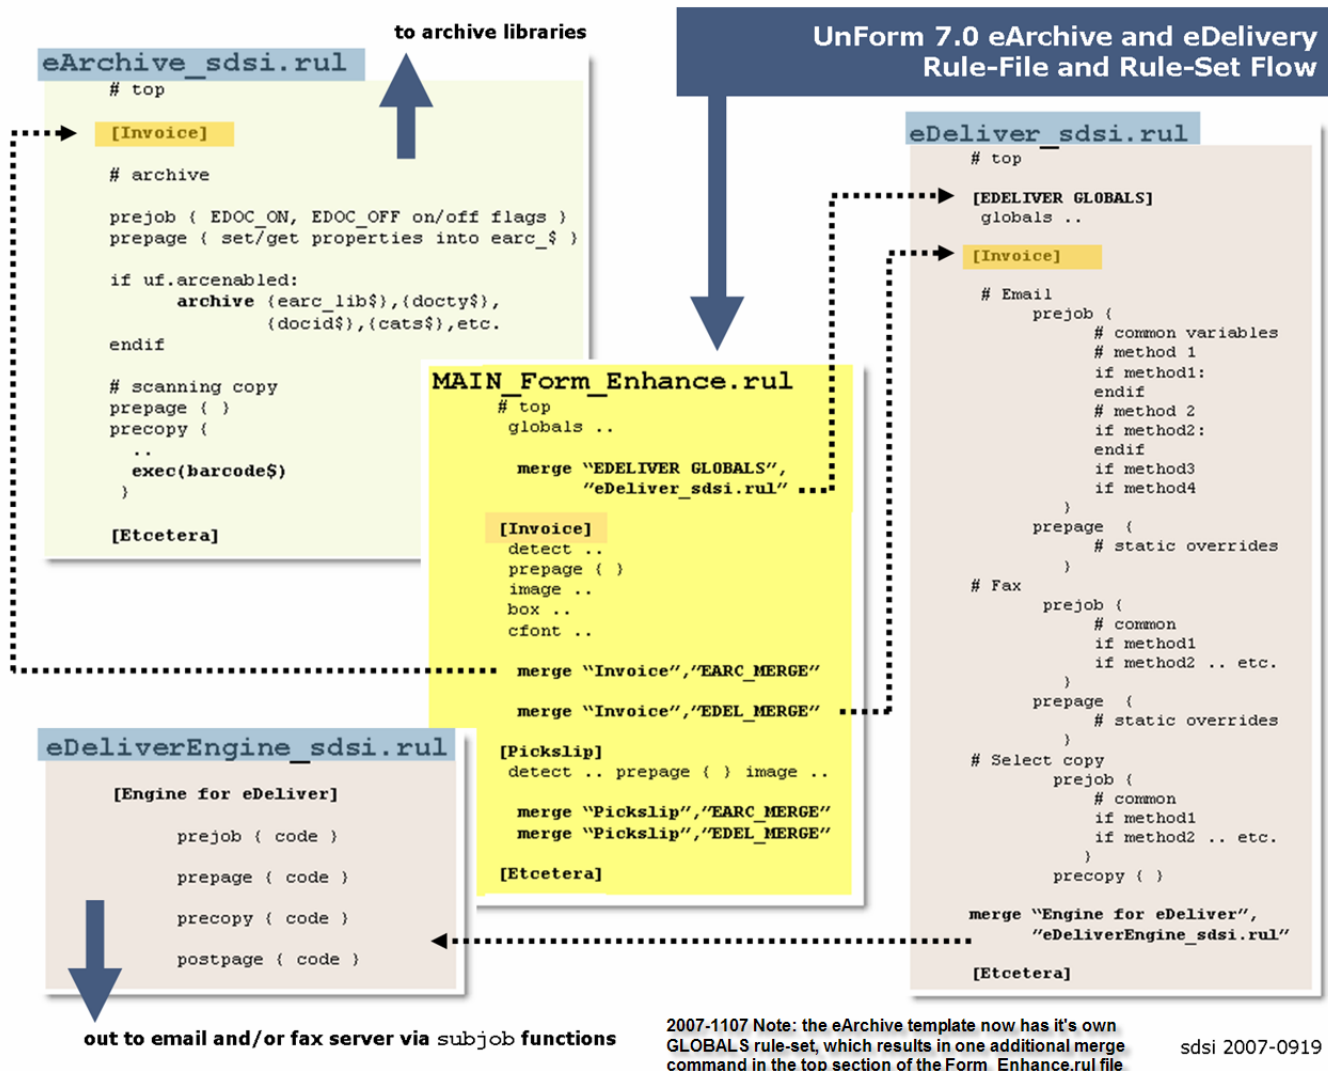 to archive libraries
UnForm 7.0 eArchive and eDelivery
Rule-File and Rule-Set Flow
eArchive_sdsi.rul
# top
[Invoice]
# archive
prejob { EDOC_ON, EDOC_OFF on/off flags }
prepage { set/get properties into earc_$ }
if uf.arcenabled:
archive {earc_lib$},{docty$},
{docid$},{cats$},etc.
endif
# scanning copy
prepage { }
precopy {
..
exec(barcode$)
}
[Etcetera]
MAIN_Form_Enhance.rul
# top
globals ..
merge "EDELIVER GLOBALS",
"eDeliver_sdsi.rul"
[Invoice]
detect ..
prepage { }
image ..
box ..
cfont ..
merge "Invoice","EARC_MERGE"
merge "Invoice","EDEL_MERGE"
[Pickslip]
detect .. prepage { } image ..
merge "Pickslip","EARC_MERGE"
merge "Pickslip","EDEL_MERGE"
[Etcetera]
eDeliver_sdsi.rul
# top
[EDELIVER GLOBALS]
globals ..
[Invoice]
# Email
prejob {
# common variables
# method 1
if method1:
endif
# method 2
if method2:
endif
if method3
if method4
}
prepage {
# static overrides
}
# Fax
prejob {
# common
if method1
if method2 .. etc.
}
prepage {
# static overrides
}
# Select copy
prejob {
# common
if method1
if method2 .. etc.
}
precopy { }
merge "Engine for eDeliver",
"eDeliverEngine_sdsi.rul"
[Etcetera]
eDeliverEngine_sdsi.rul
[Engine for eDeliver]
prejob { code }
prepage { code }
precopy { code }
postpage { code }
out to email and/or fax server via subjob functions
2007-1107 Note: the eArchive template now has it's own
GLOBALS rule-set, which results in one additional merge
command in the top section of the Form_Enhance.rul file
sdsi 2007-0919